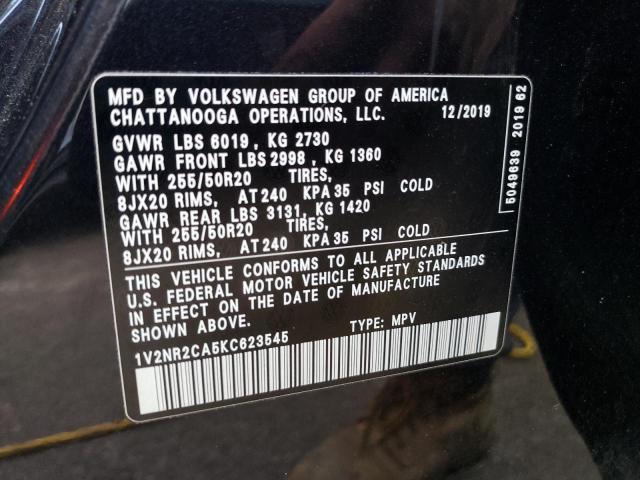 MFD BY VOLKSWAGEN GROUP OF AMERICA
CHATTANOOGA OPERATIONS, LLC. 12/2019
GVWR LBS 6019 , KG 2730
GAWR FRONT LBS 2998 , KG 1360
WITH 255/50R20 TIRES,
8JX20 RIMS, AT 240 KPA 35 PSI COLD
GAWR REAR LBS 3131, KG 1420
WITH 255/50R20 TIRES,
8JX20 RIMS, AT 240 KPA 35 PSI COLD
THIS VEHICLE CONFORMS TO ALL APPLICABLE
U.S. FEDERAL MOTOR VEHICLE SAFETY STANDARDS
IN EFFECT ON THE DATE OF MANUFACTURE
SHOWN ABOVE
1V2NR2CA5KC623545 TYPE: MPV
5049639 2019 62